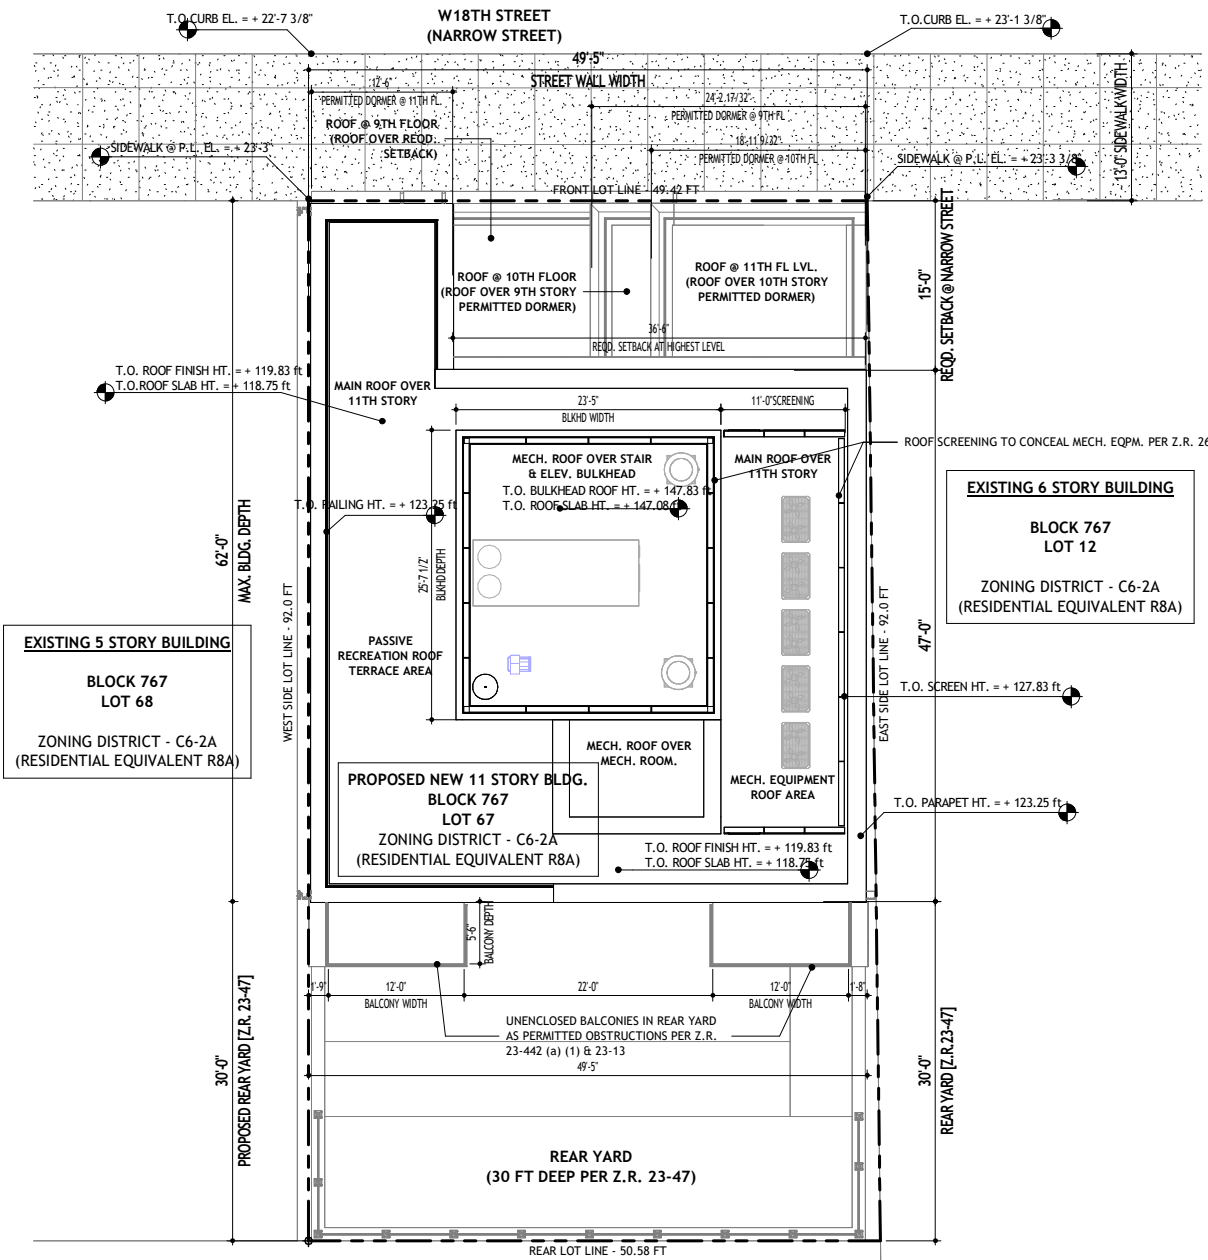 W18TH STREET
(NARROW STREET)
T.O.CURB EL. = + 22'-7 3/8"
T.O.CURB EL. = + 23'-1 3/8"
49'-5"
STREET WALL WIDTH
12'-6"
PERMITTED DORMER @ 11TH FL
24'-2 17/32"
PERMITTED DORMER @ 9TH FL
ROOF @ 9TH FLOOR
(ROOF OVER REQD.
SETBACK)
18'-11 9/32"
PERMITTED DORMER @ 10TH FL
13'-0" SIDEWALK WIDTH
SIDEWALK @ P.L. EL. = + 23'-3"
SIDEWALK @ P.L. EL. = + 23'-3 3/8"
FRONT LOT LINE - 49.42 FT
ROOF @ 10TH FLOOR
(ROOF OVER 9TH STORY
PERMITTED DORMER)
ROOF @ 11TH FL LVL.
(ROOF OVER 10TH STORY
PERMITTED DORMER)
15'-0"
REQD. SETBACK @ NARROW STREET
36'-6"
REQD. SETBACK AT HIGHEST LEVEL
T.O. ROOF FINISH HT. = + 119.83 ft
T.O.ROOF SLAB HT. = + 118.75 ft
MAIN ROOF OVER
11TH STORY
23'-5"
BLKHD WIDTH
11'-0"SCREENING
ROOF SCREENING TO CONCEAL MECH. EQPM. PER Z.R. 26
MECH. ROOF OVER STAIR
& ELEV. BULKHEAD
T.O. BULKHEAD ROOF HT. = + 147.83 ft
T.O. ROOF SLAB HT. = + 147.08
MAIN ROOF OVER
11TH STORY
T.O. RAILING HT. = + 123.25 ft
EXISTING 6 STORY BUILDING
BLOCK 767
LOT 12
ZONING DISTRICT - C6-2A
(RESIDENTIAL EQUIVALENT R8A)
62'-0"
MAX. BLDG. DEPTH
25'-7 1/2"
BLKHD DEPTH
WEST SIDE LOT LINE - 92.0 FT
EAST SIDE LOT LINE - 92.0 FT
47'-0"
EXISTING 5 STORY BUILDING
BLOCK 767
LOT 68
ZONING DISTRICT - C6-2A
(RESIDENTIAL EQUIVALENT R8A)
PASSIVE
RECREATION ROOF
TERRACE AREA
T.O. SCREEN HT. = + 127.83 ft
MECH. ROOF OVER
MECH. ROOM.
MECH. EQUIPMENT
ROOF AREA
PROPOSED NEW 11 STORY BLDG.
BLOCK 767
LOT 67
ZONING DISTRICT - C6-2A
(RESIDENTIAL EQUIVALENT R8A)
T.O. PARAPET HT. = + 123.25 ft
T.O. ROOF FINISH HT. = + 119.83 ft
T.O. ROOF SLAB HT. = + 118.75 ft
5'-6"
BALCONY DEPTH
1'-9"
12'-0"
BALCONY WIDTH
22'-0"
12'-0"
BALCONY WIDTH
1'-8"
UNENCLOSED BALCONIES IN REAR YARD
AS PERMITTED OBSTRUCTIONS PER Z.R.
23-442 (a) (1) & 23-13
49'-5"
30'-0"
PROPOSED REAR YARD [Z.R. 23-47]
30'-0"
REAR YARD [Z.R.23-47]
REAR YARD
(30 FT DEEP PER Z.R. 23-47)
REAR LOT LINE - 50.58 FT